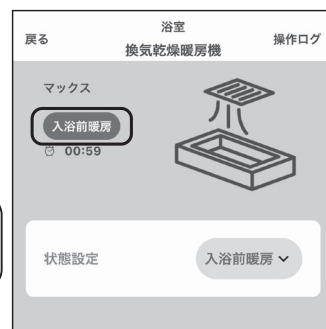 浴室
戻る
操作ログ
換気乾燥暖房機
マックス
入浴前暖房
00:59
状態設定
入浴前暖房